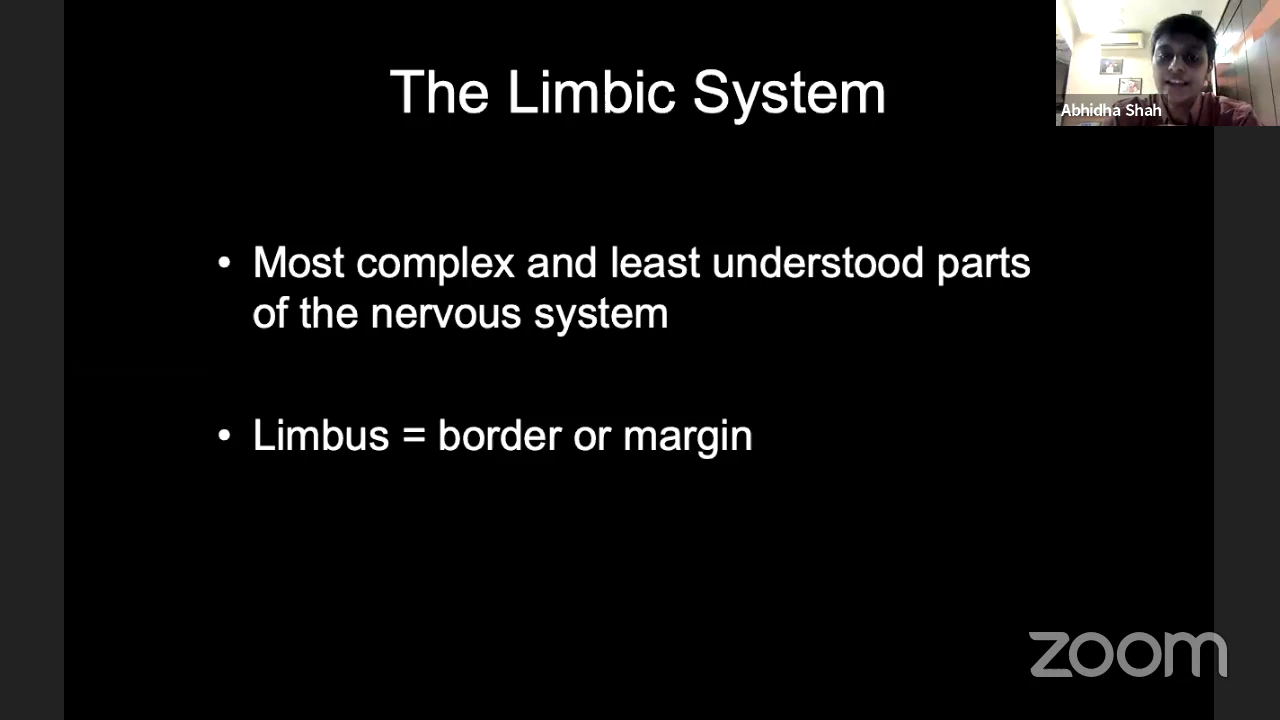 The Limbic System
Abhidha Shah
• Most complex and least understood parts
of the nervous system
• Limbus = border or margin
zoom